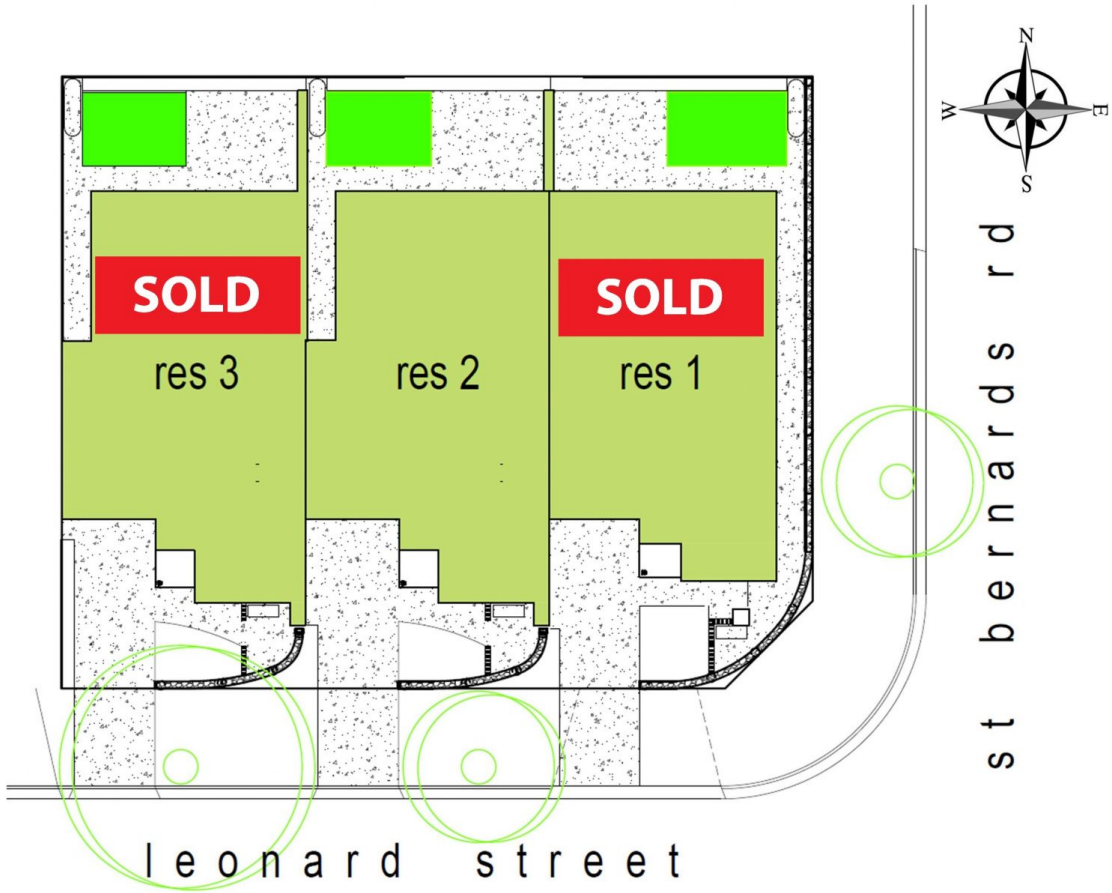 N
W
E
S
SOLD
SOLD
res 3
res 2
res 1
st bernards rd
leonard street